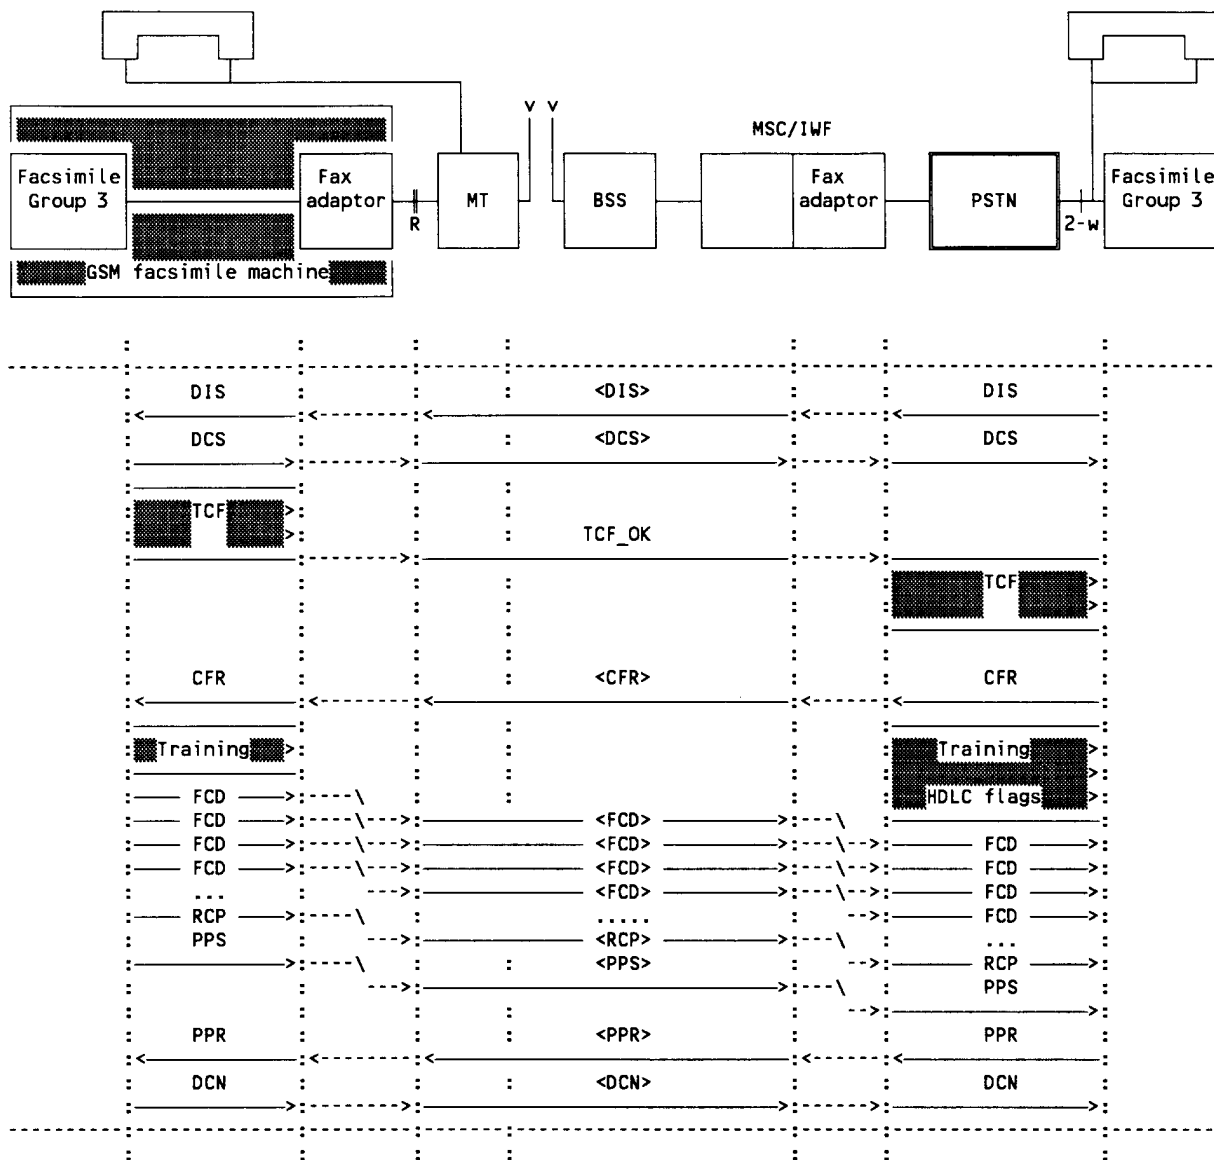 v v
MSC/IWF
Facsimile Group 3
Fax adaptor
R
MT
BSS
Fax adaptor
PSTN
2-w
Facsimile Group 3
GSM facsimile machine
DIS <DIS> DIS
DCS <DCS> DCS
TCF
TCF_OK
TCF
CFR <CFR> CFR
Training Training
FCD HDLC flags
FCD <FCD>
FCD <FCD> FCD
FCD <FCD> FCD
... <FCD> FCD
RCP ..... FCD
PPS <RCP> ...
<PPS> RCP
PPS
PPR <PPR> PPR
DCN <DCN> DCN